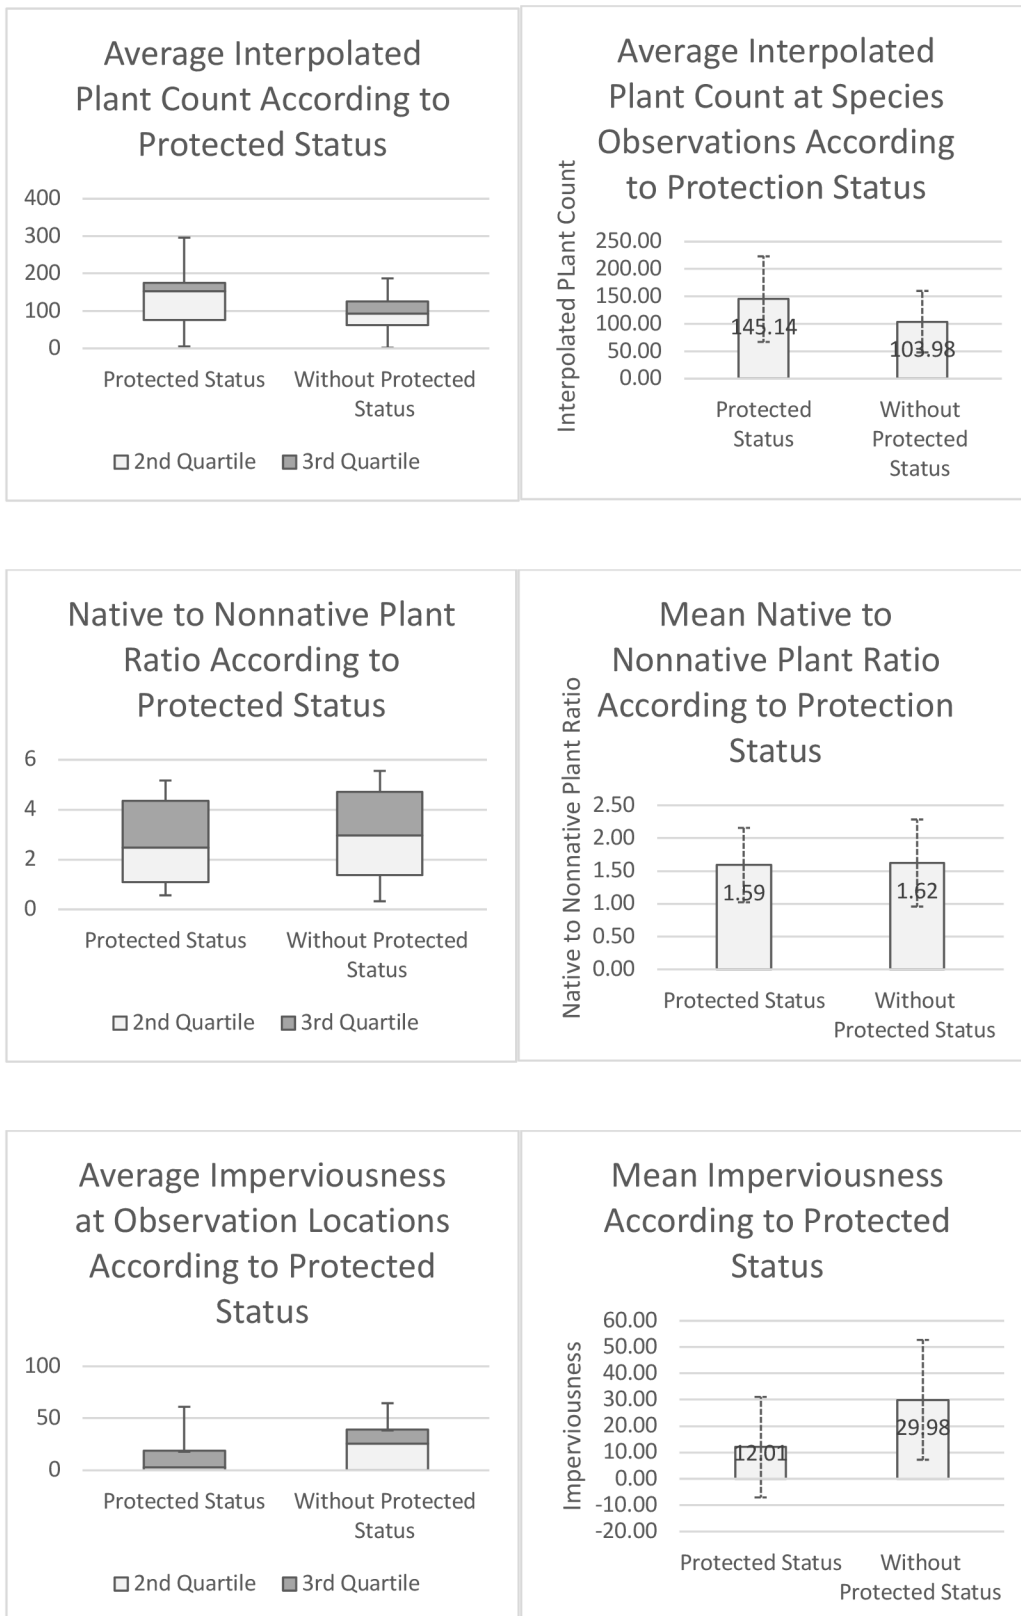 Average Interpolated
Plant Count According to
Protected Status
400
300
200
100
0
Protected Status
Without Protected
Status
2nd Quartile
3rd Quartile
Average Interpolated
Plant Count at Species
Observations According
to Protection Status
Interpolated PLant Count
250.00
200.00
150.00
100.00
50.00
0.00
145.14
103.98
Protected
Status
Without
Protected
Status
Native to Nonnative Plant
Ratio According to
Protected Status
6
4
2
0
Protected Status
Without Protected
Status
2nd Quartile
3rd Quartile
Mean Native to
Nonnative Plant Ratio
According to Protection
Status
Native to Nonnative Plant Ratio
2.50
2.00
1.50
1.00
0.50
0.00
1.59
1.62
Protected Status
Without
Protected Status
Average Imperviousness
at Observation Locations
According to Protected
Status
100
50
0
Protected Status
Without Protected
Status
2nd Quartile
3rd Quartile
Mean Imperviousness
According to Protected
Status
Imperviousness
60.00
50.00
40.00
30.00
20.00
10.00
0.00
-10.00
-20.00
12.01
29.98
Protected Status
Without
Protected Status